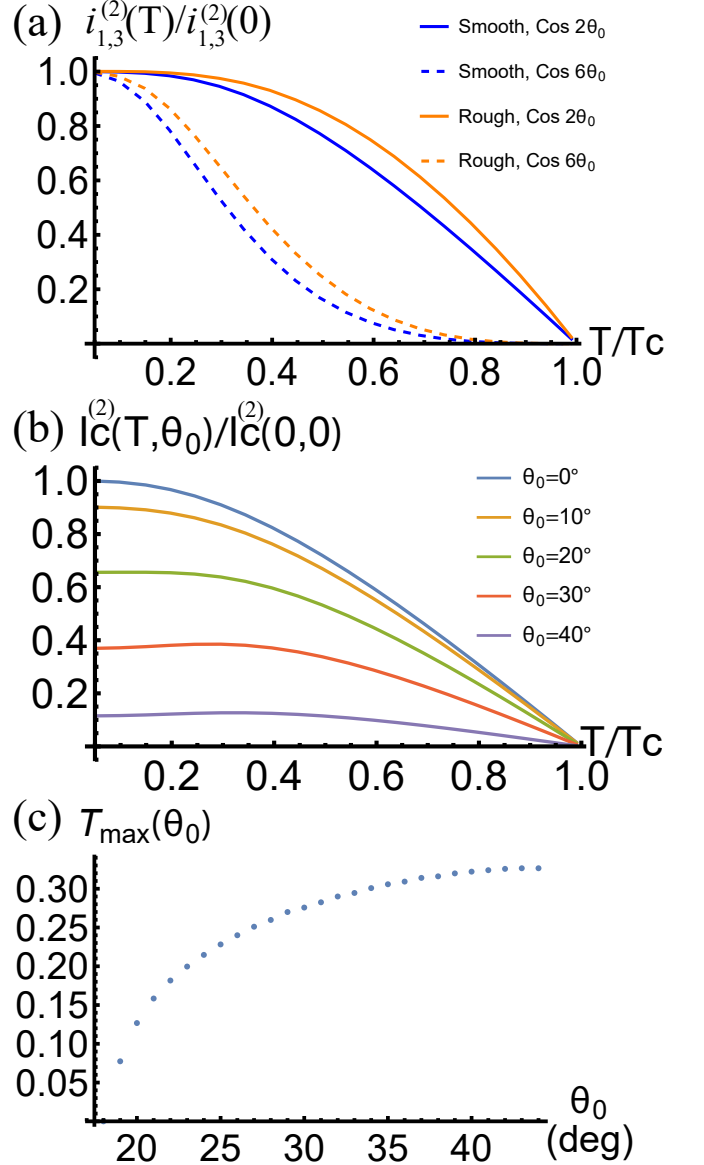 (a) i₁,₃⁽²⁾(T)/i₁,₃⁽²⁾(0)
Smooth, Cos 2θ₀
Smooth, Cos 6θ₀
Rough, Cos 2θ₀
Rough, Cos 6θ₀
1.0
0.8
0.6
0.4
0.2
0.2 0.4 0.6 0.8 1.0
T/Tc
(b) Ic⁽²⁾(T,θ₀)/Ic⁽²⁾(0,0)
θ₀=0°
θ₀=10°
θ₀=20°
θ₀=30°
θ₀=40°
1.0
0.8
0.6
0.4
0.2
0.2 0.4 0.6 0.8 1.0
T/Tc
(c) Tmax(θ₀)
0.30
0.25
0.20
0.15
0.10
0.05
20 25 30 35 40
θ₀
(deg)